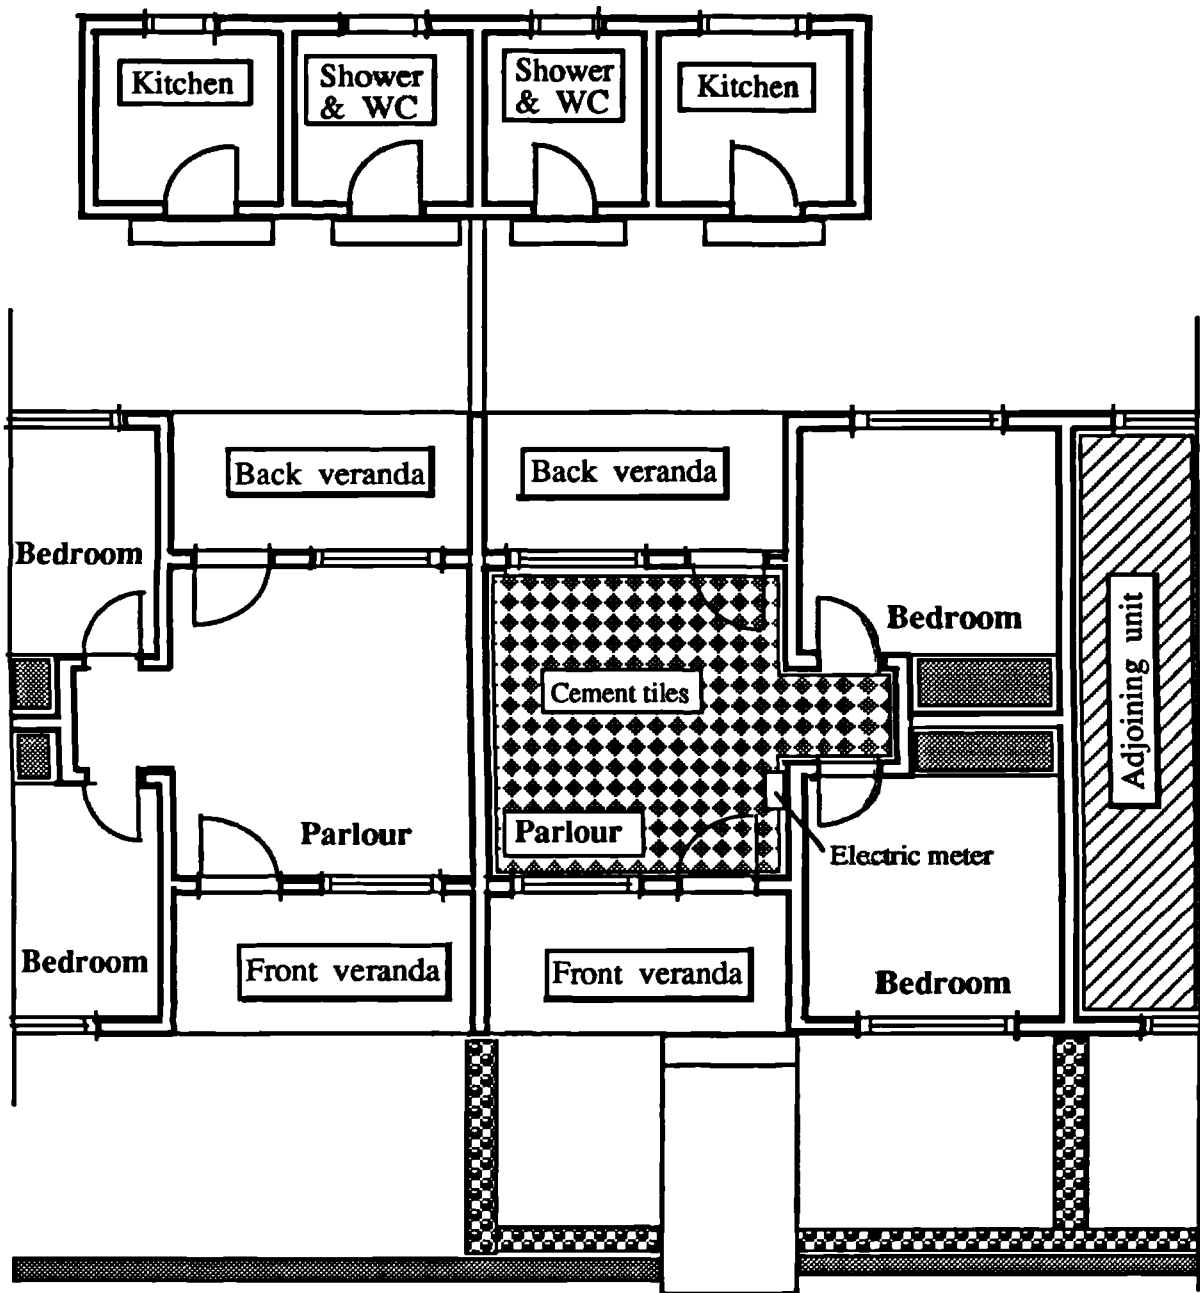 Kitchen
Shower
& WC
Shower
& WC
Kitchen
Back veranda
Back veranda
Bedroom
Bedroom
Adjoining unit
Cement tiles
Parlour
Parlour
Electric meter
Bedroom
Front veranda
Front veranda
Bedroom